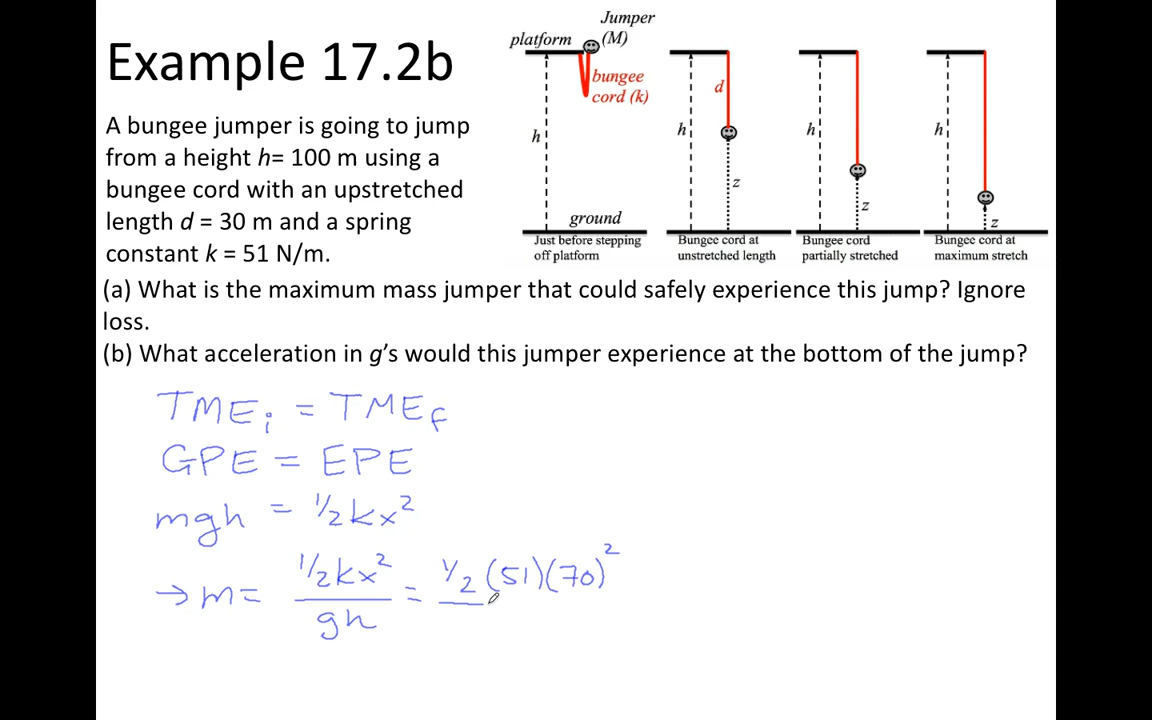 Example 17.2b
A bungee jumper is going to jump
from a height h= 100 m using a
bungee cord with an upstretched
length d = 30 m and a spring
constant k = 51 N/m.
Jumper
(M)
platform
bungee
cord (k)
h
ground
Just before stepping
off platform
d
h
z
Bungee cord at
unstretched length
h
z
Bungee cord
partially stretched
h
z
Bungee cord at
maximum stretch
(a) What is the maximum mass jumper that could safely experience this jump? Ignore
loss.
(b) What acceleration in g’s would this jumper experience at the bottom of the jump?
TMEi = TMEf
GPE = EPE
mgh = 1/2 kx²
→ m = 1/2 kx² / gh = 1/2 (51)(70)²